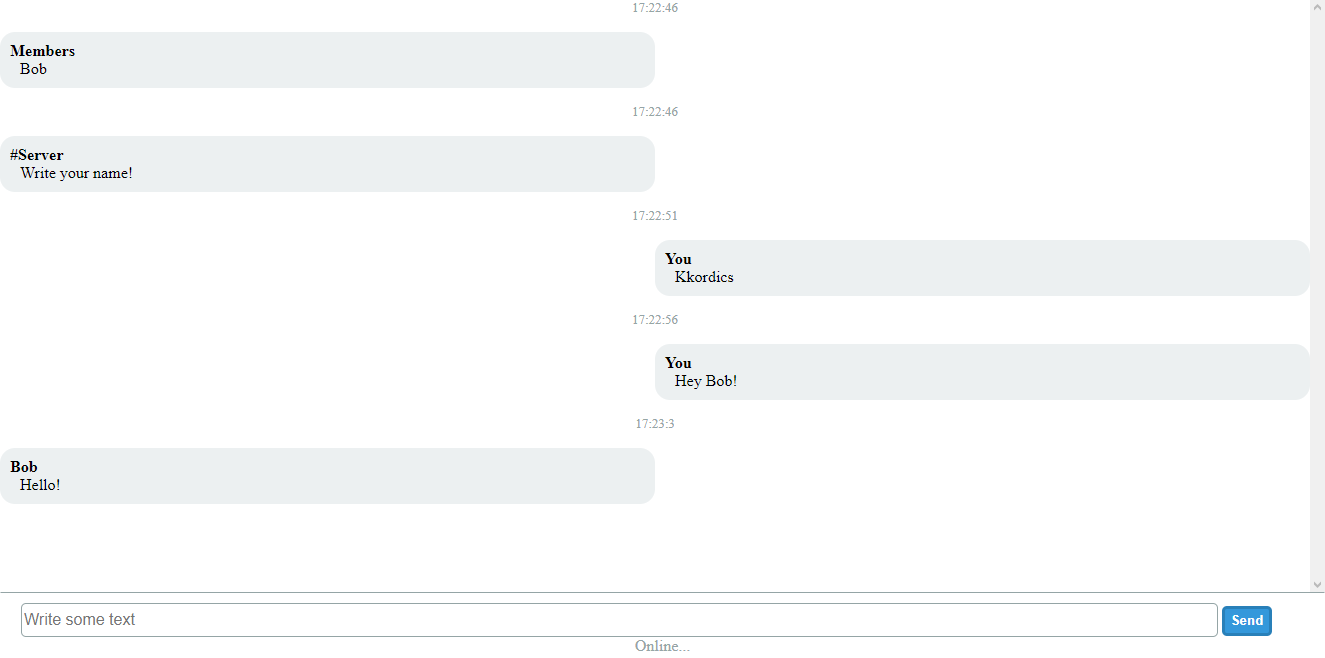 17:22:46
Members
Bob
17:22:46
#Server
Write your name!
17:22:51
You
Kkordics
17:22:56
You
Hey Bob!
17:23:3
Bob
Hello!
Write some text
Send
Online...